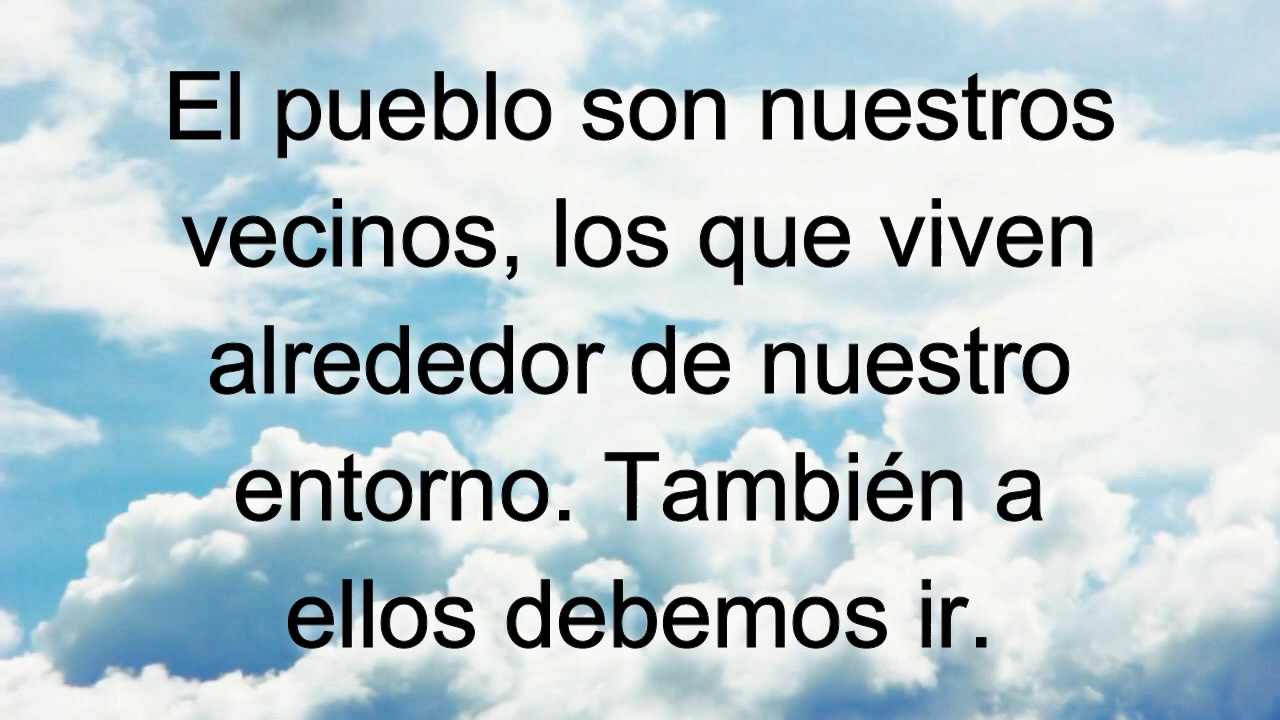 El pueblo son nuestros
vecinos, los que viven
alrededor de nuestro
entorno. También a
ellos debemos ir.